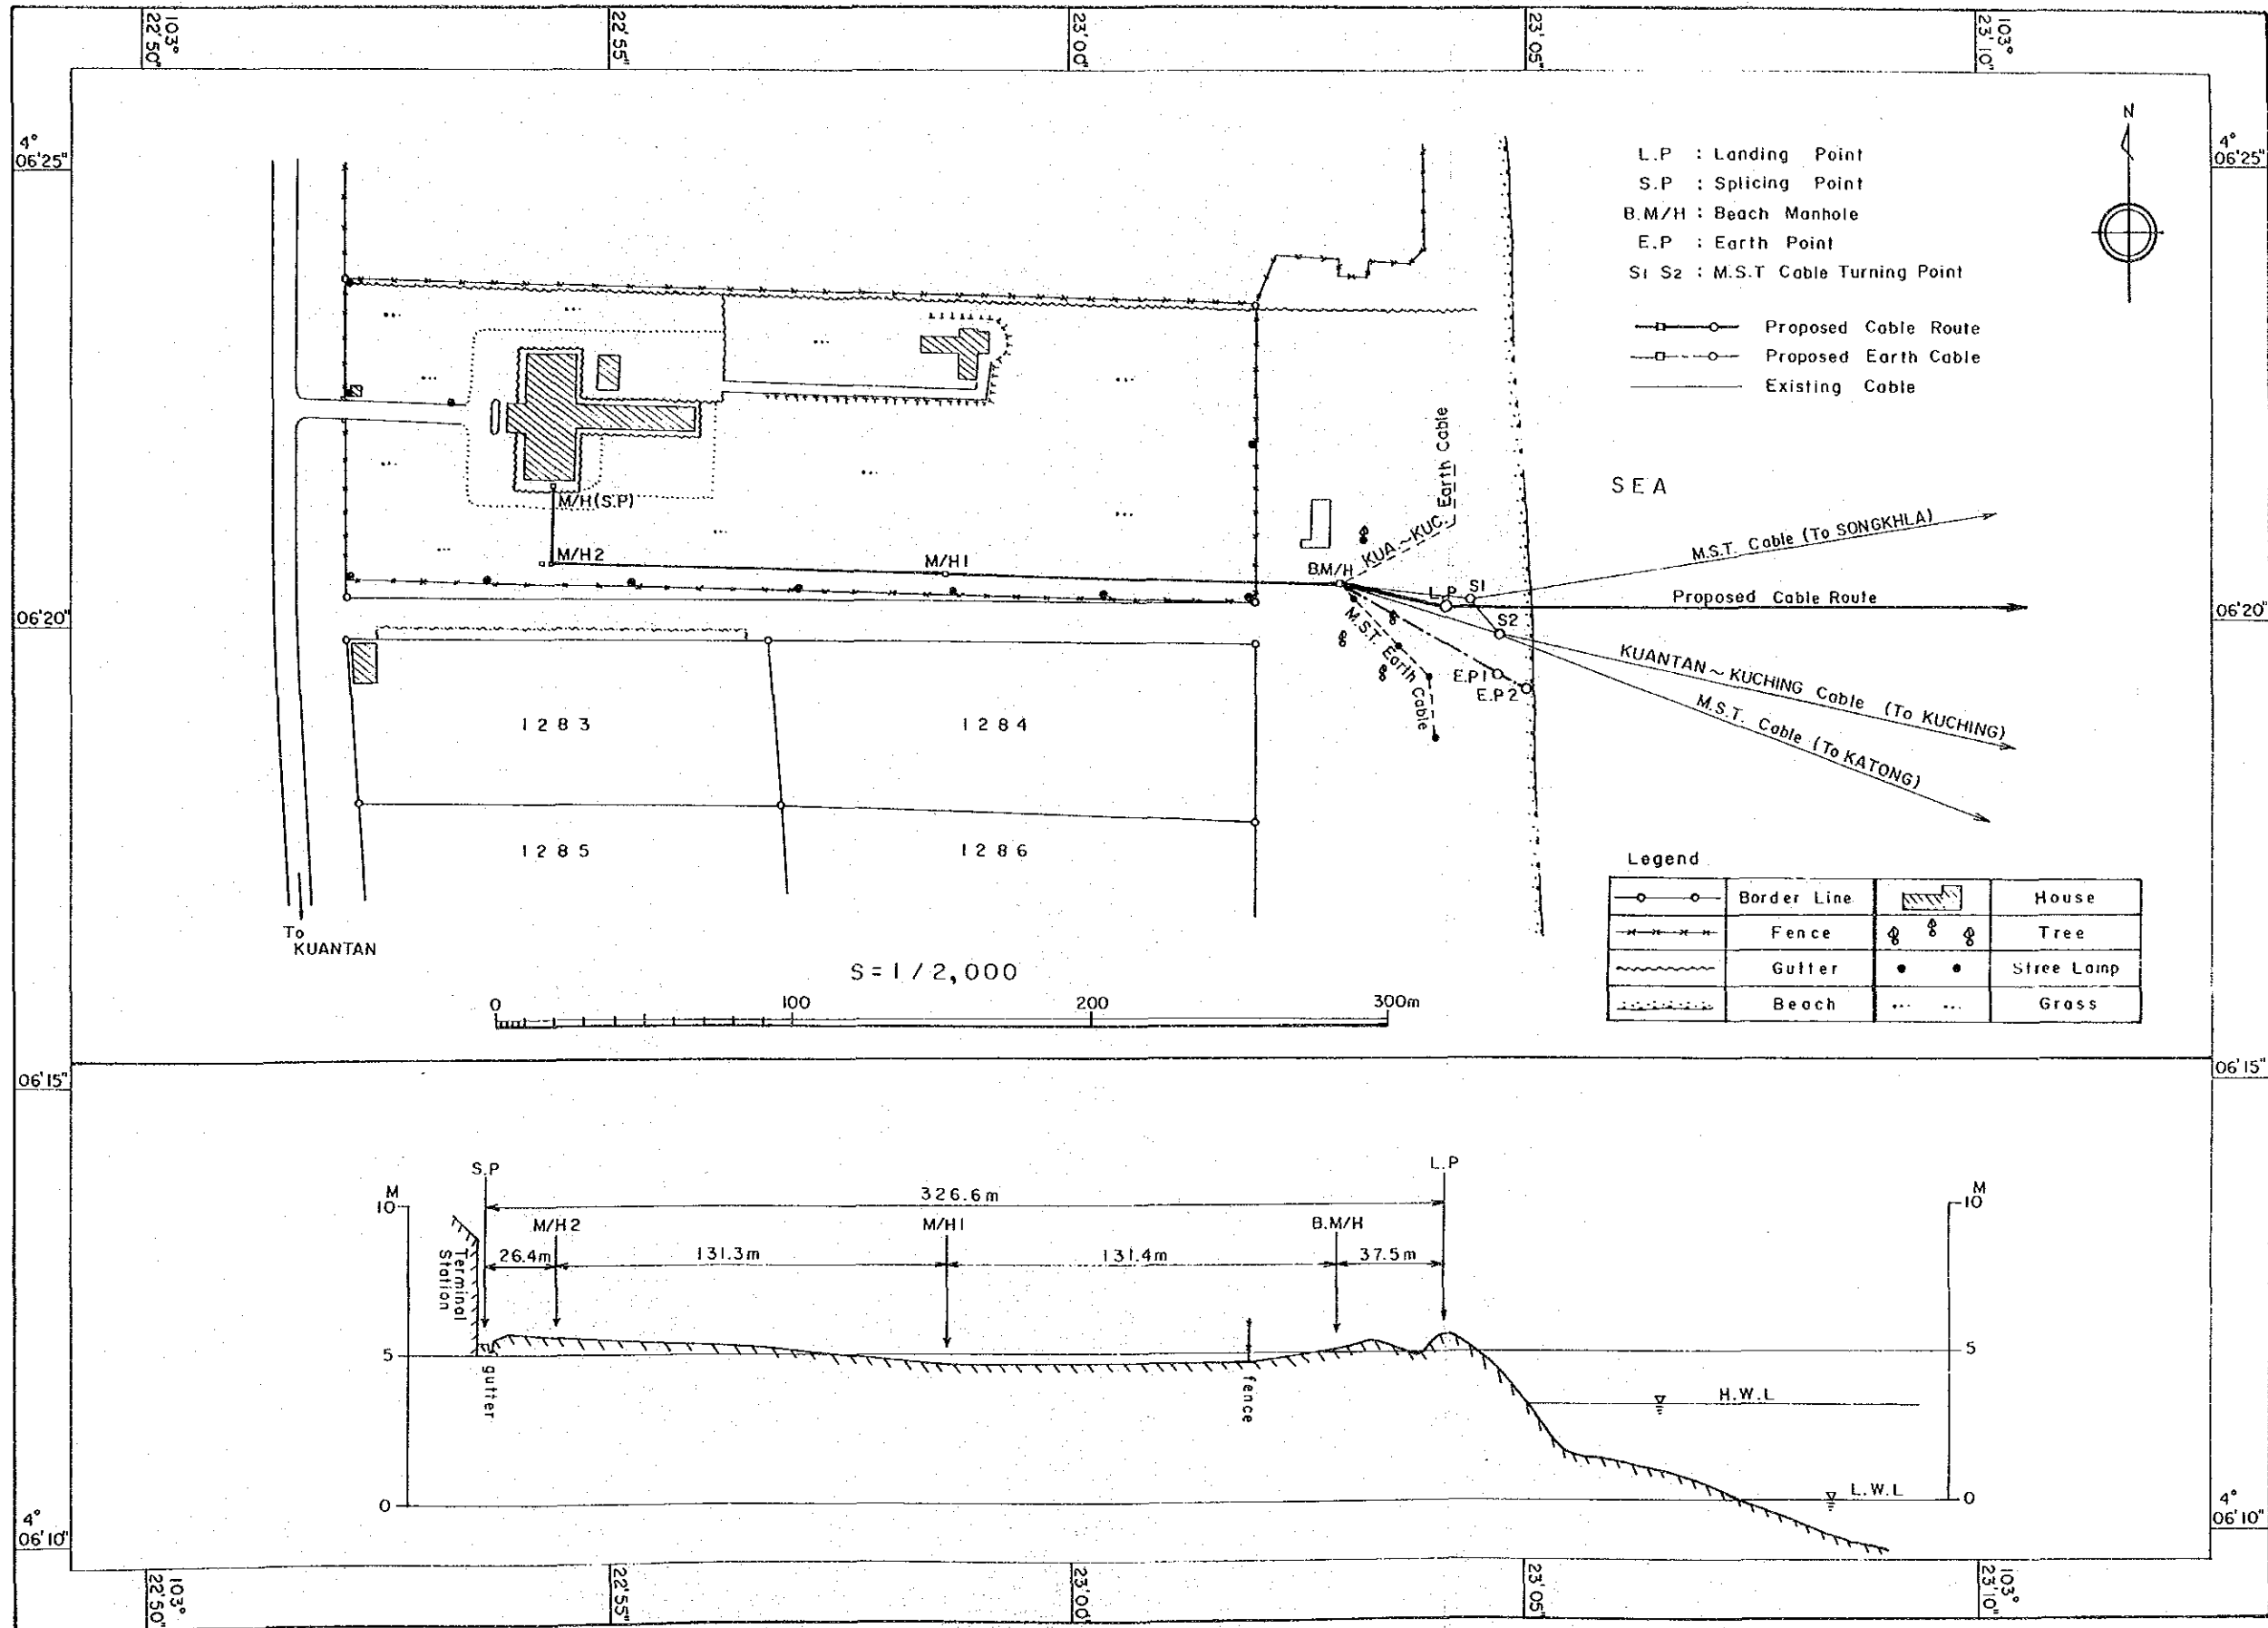 103°
22'50"
22'55"
23'00"
23'05"
103°
23'10"
4°
06'25"
4°
06'25"
N
L.P : Landing Point
S.P : Splicing Point
B.M/H : Beach Manhole
E.P : Earth Point
S1 S2 : M.S.T Cable Turning Point
Proposed Cable Route
Proposed Earth Cable
Existing Cable
SEA
Earth Cable
KUA~KUC.
M/H(S.P)
M/H2
M/H1
B.M/H
L.P
S1
S2
M.S.T. Cable (To SONGKHLA)
Proposed Cable Route
06'20"
06'20"
KUANTAN~KUCHING Cable (To KUCHING)
M.S.T. Cable (To KATONG)
M.S.T. Earth Cable
E.P1
E.P2
1283
1284
1285
1286
To
KUANTAN
S=1/2,000
0 100 200 300m
Legend
Border Line House
Fence Tree
Gutter Stree Lamp
Beach Grass
06'15"
06'15"
S.P
L.P
M
10
326.6m
M
10
M/H2
M/H1
B.M/H
26.4m
131.3m
131.4m
37.5m
Terminal
Station
5
5
gutter
fence
H.W.L
L.W.L
0
0
4°
06'10"
4°
06'10"
103°
22'50"
22'55"
23'00"
23'05"
103°
23'10"